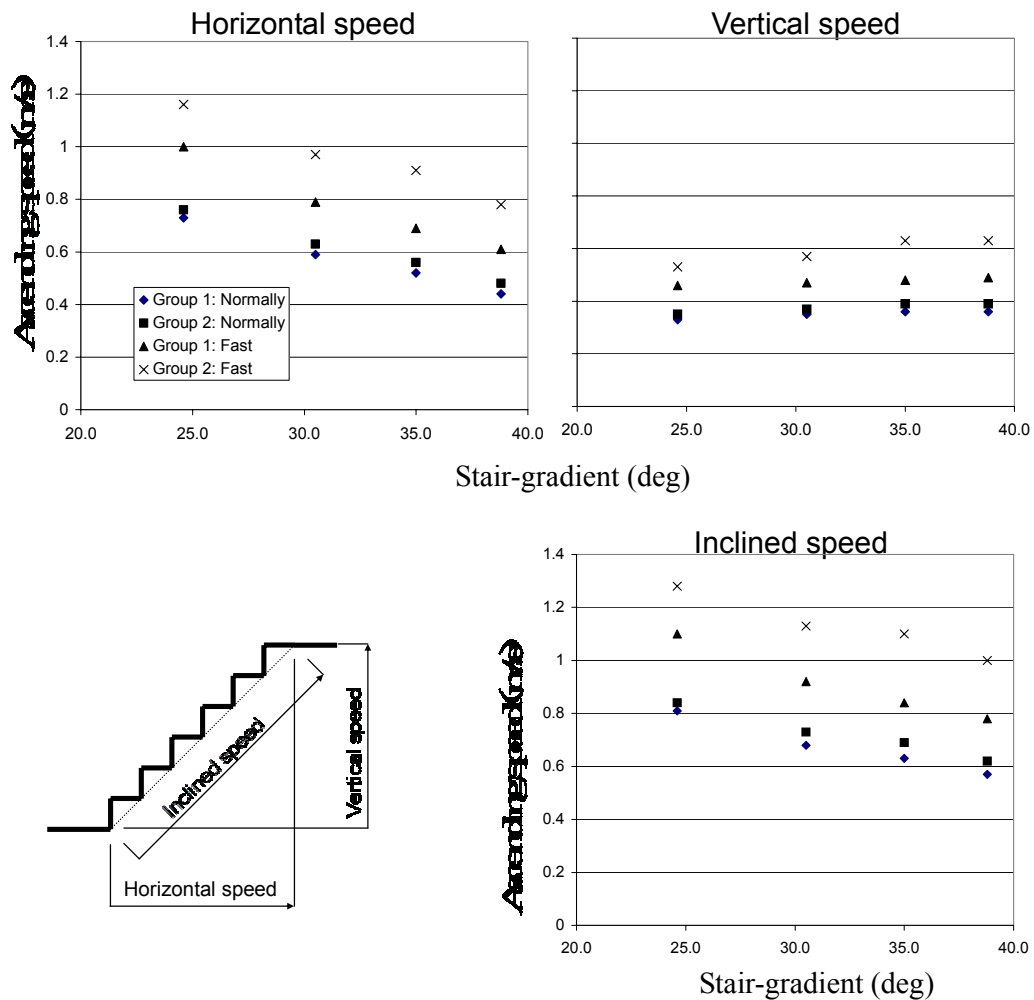 Horizontal speed
Vertical speed
1.4
1.2
1
0.8
0.6
0.4
0.2
0
Group 1: Normally
Group 2: Normally
Group 1: Fast
Group 2: Fast
20.0 25.0 30.0 35.0 40.0
20.0 25.0 30.0 35.0 40.0
Stair-gradient (deg)
Inclined speed
Vertical speed
Horizontal speed
Inclined speed
1.4
1.2
1
0.8
0.6
0.4
0.2
0
20.0 25.0 30.0 35.0 40.0
Stair-gradient (deg)